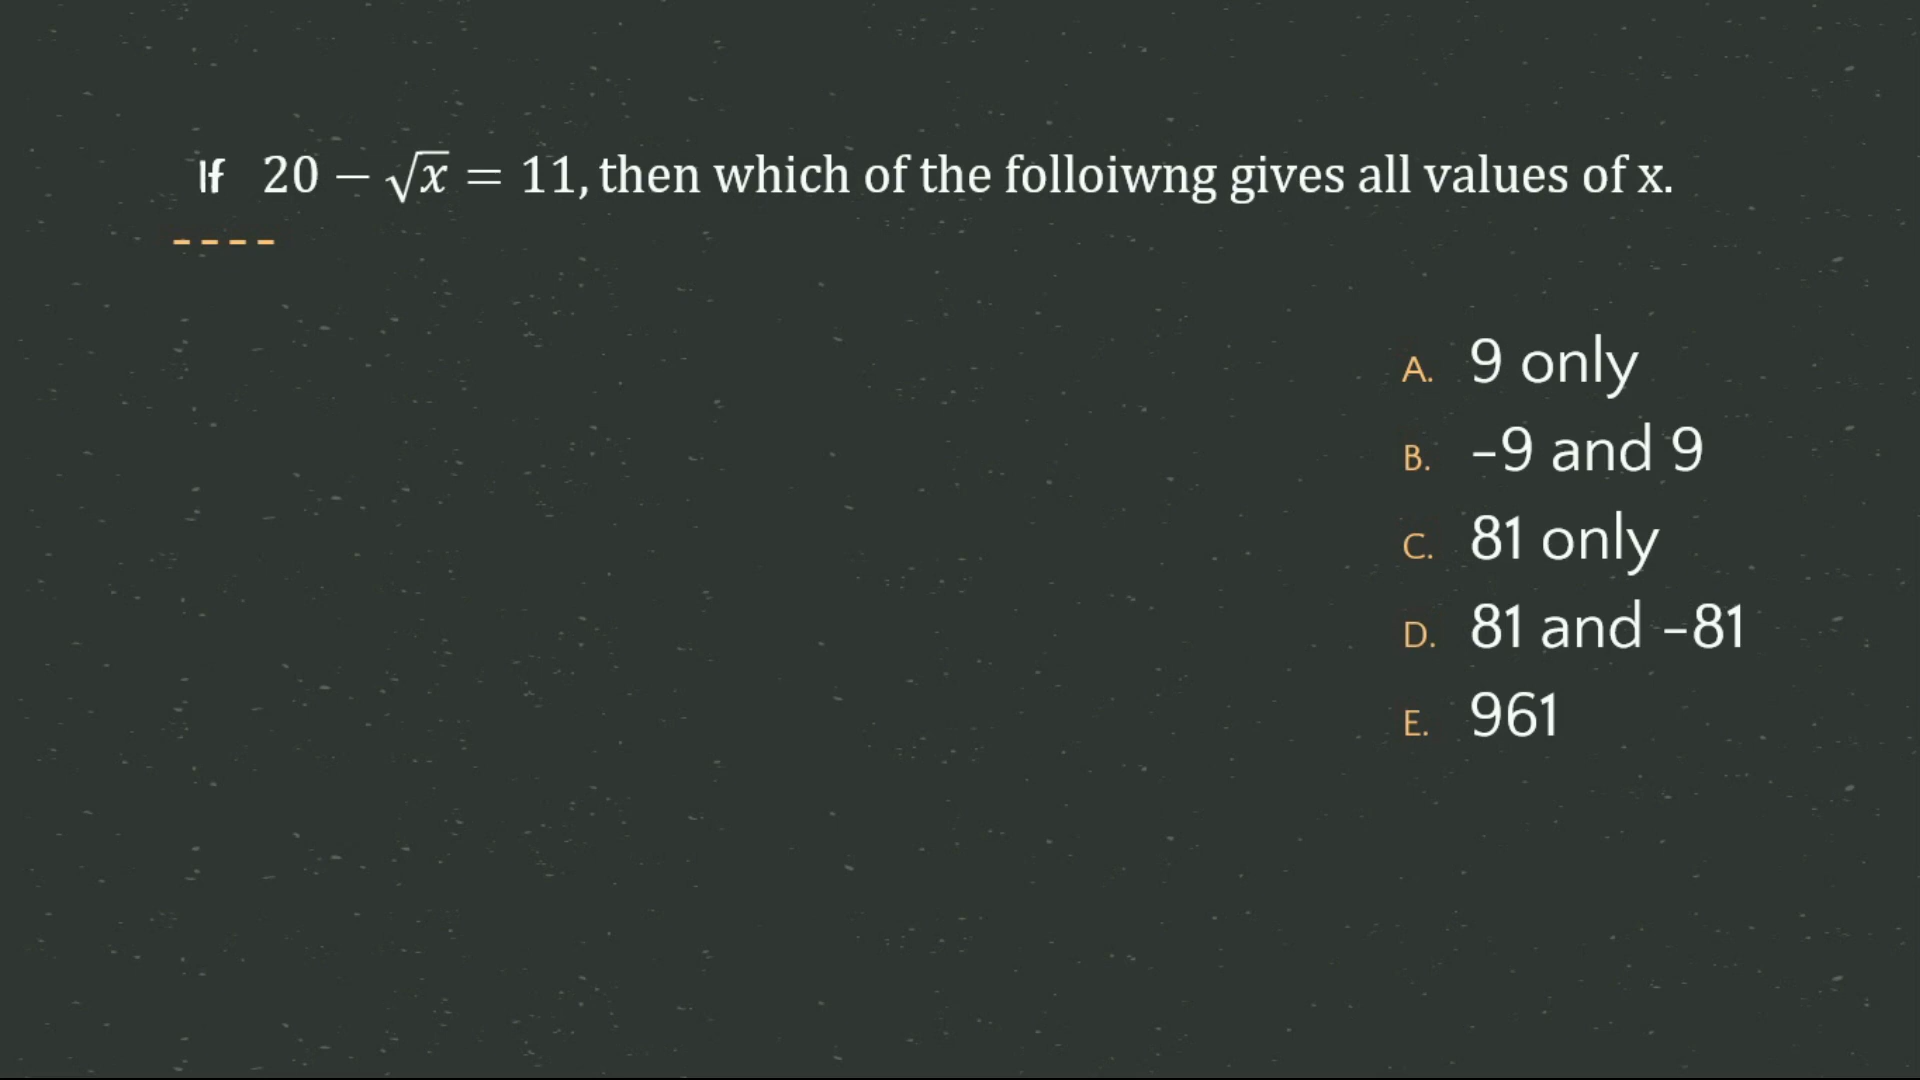 If 20 − √x = 11, then which of the folloiwng gives all values of x.
A. 9 only
B. -9 and 9
C. 81 only
D. 81 and -81
E. 961